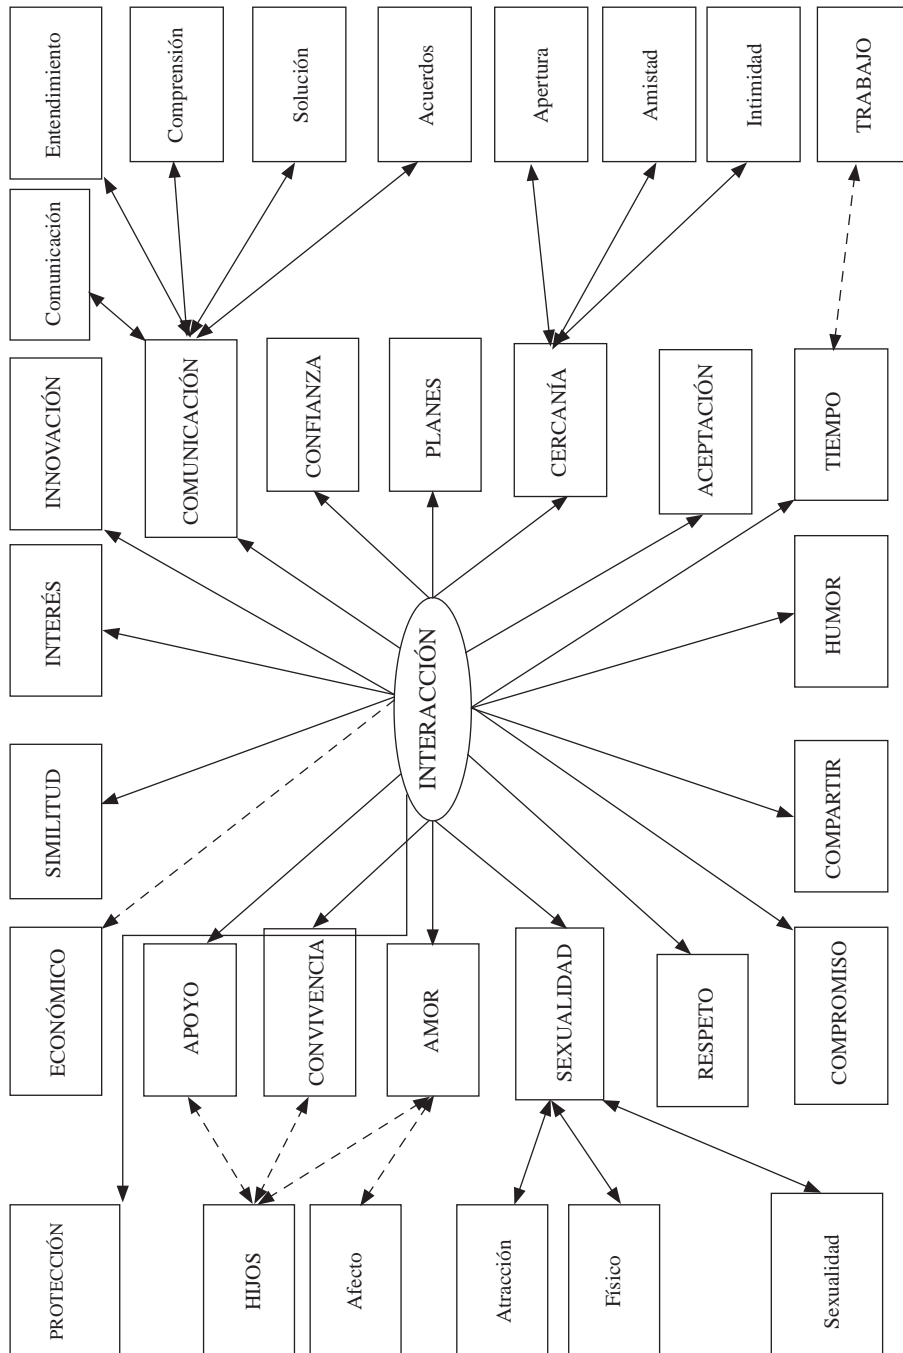 PROTECCIÓN
ECONÓMICO
SIMILITUD
INTERÉS
INNOVACIÓN
Comunicación
Entendimiento
APOYO
COMUNICACIÓN
Comprensión
HIJOS
CONVIVENCIA
CONFIANZA
Solución
Afecto
AMOR
INTERACCIÓN
PLANES
Acuerdos
Atracción
SEXUALIDAD
CERCANÍA
Apertura
Físico
RESPETO
ACEPTACIÓN
Amistad
Intimidad
Sexualidad
COMPROMISO
COMPARTIR
HUMOR
TIEMPO
TRABAJO